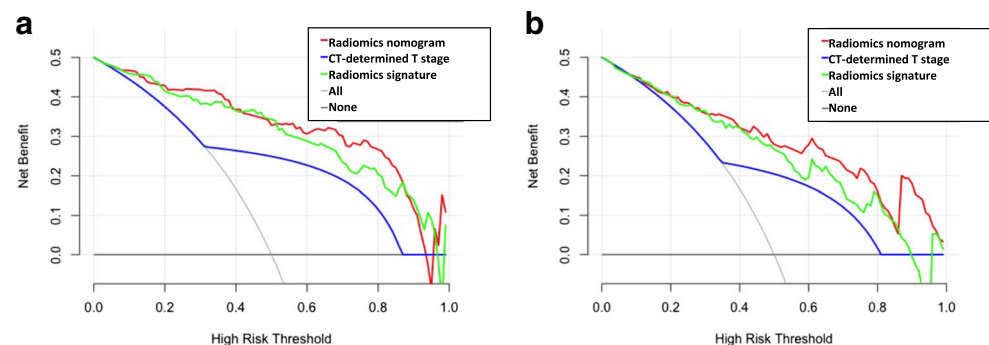 a
Radiomics nomogram
CT-determined T stage
Radiomics signature
All
None
Net Benefit
0.5
0.4
0.3
0.2
0.1
0.0
0.0 0.2 0.4 0.6 0.8 1.0
High Risk Threshold
b
Radiomics nomogram
CT-determined T stage
Radiomics signature
All
None
Net Benefit
0.5
0.4
0.3
0.2
0.1
0.0
0.0 0.2 0.4 0.6 0.8 1.0
High Risk Threshold